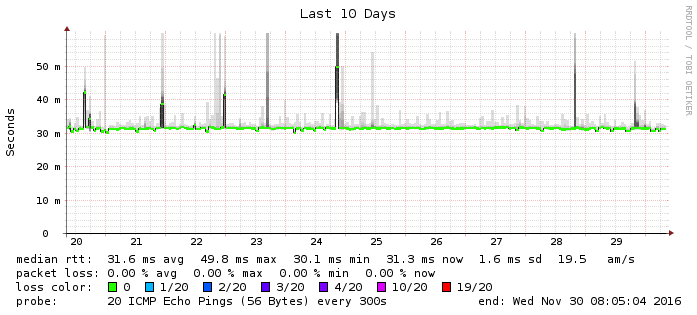 Last 10 Days
RRDTOOL / TOBI OETIKER
Seconds
50 m
40 m
30 m
20 m
10 m
0
20 21 22 23 24 25 26 27 28 29
median rtt: 31.6 ms avg 49.8 ms max 30.1 ms min 31.3 ms now 1.6 ms sd 19.5 am/s
packet loss: 0.00 % avg 0.00 % max 0.00 % min 0.00 % now
loss color: 0 1/20 2/20 3/20 4/20 10/20 19/20
probe: 20 ICMP Echo Pings (56 Bytes) every 300s end: Wed Nov 30 08:05:04 2016